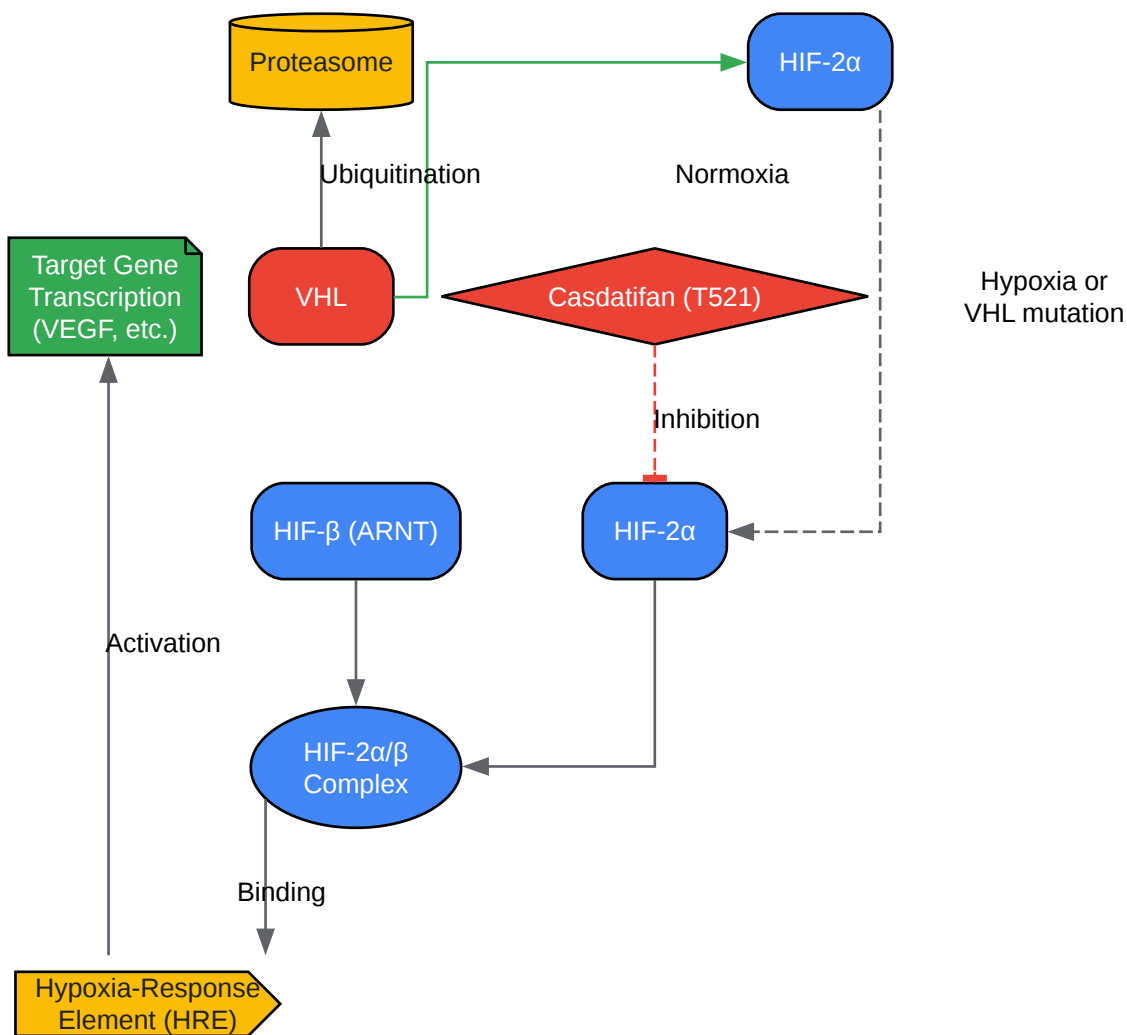 Proteasome
HIF-2α
Ubiquitination
Normoxia
Target Gene
Transcription
(VEGF, etc.)
VHL
Casdatifan (T521)
Hypoxia or
VHL mutation
Inhibition
HIF-β (ARNT)
HIF-2α
Activation
HIF-2α/β
Complex
Binding
Hypoxia-Response
Element (HRE)